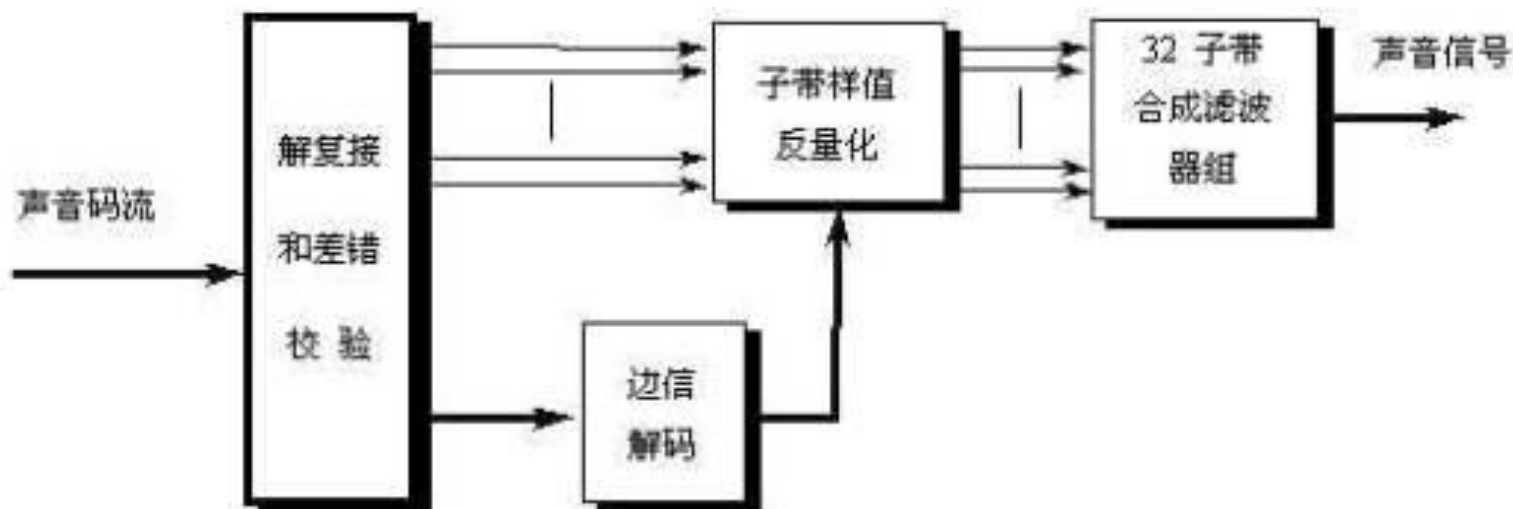 声音码流
解复接
和差错
校 验
子带样值
反量化
边信
解码
32 子带
合成滤波
器组
声音信号